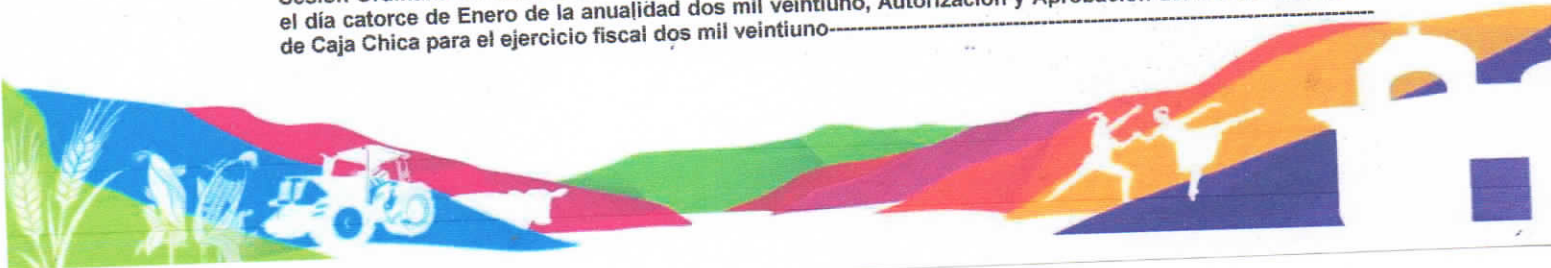 el día catorce de Enero de la anualidad dos mil veintiuno, Autorización y Aprobación
de Caja Chica para el ejercicio fiscal dos mil veintiuno------------------------------------------------------------